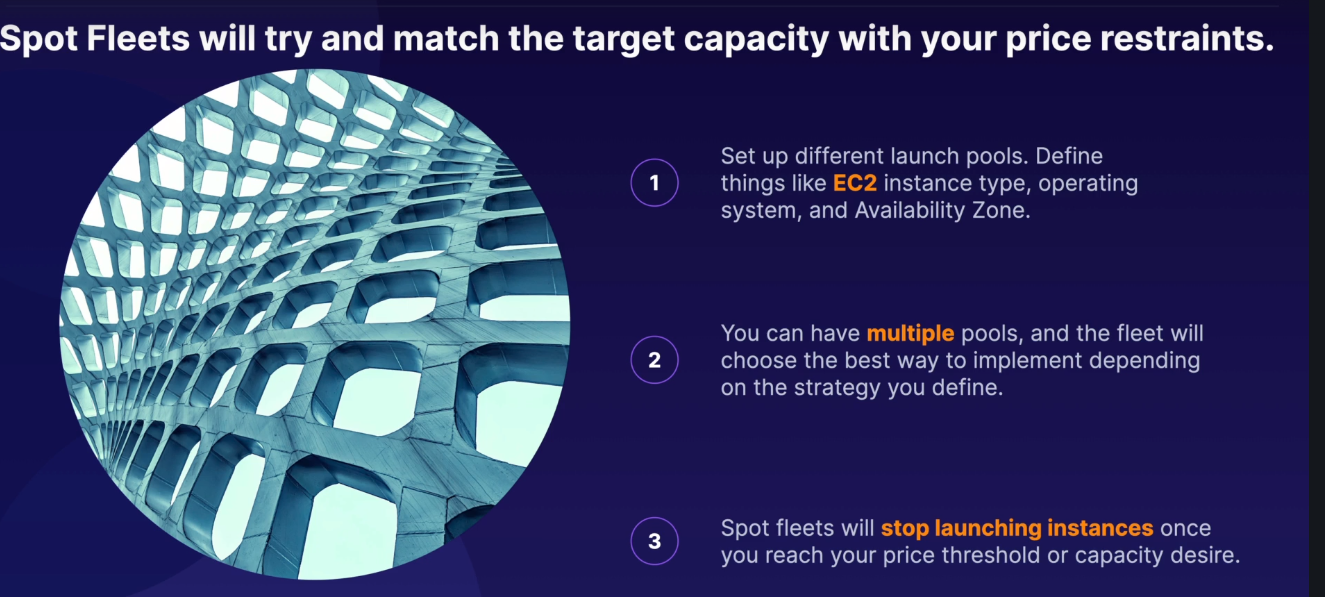 Spot Fleets will try and match the target capacity with your price restraints.
1
Set up different launch pools. Define
things like EC2 instance type, operating
system, and Availability Zone.
2
You can have multiple pools, and the fleet will
choose the best way to implement depending
on the strategy you define.
3
Spot fleets will stop launching instances once
you reach your price threshold or capacity desire.